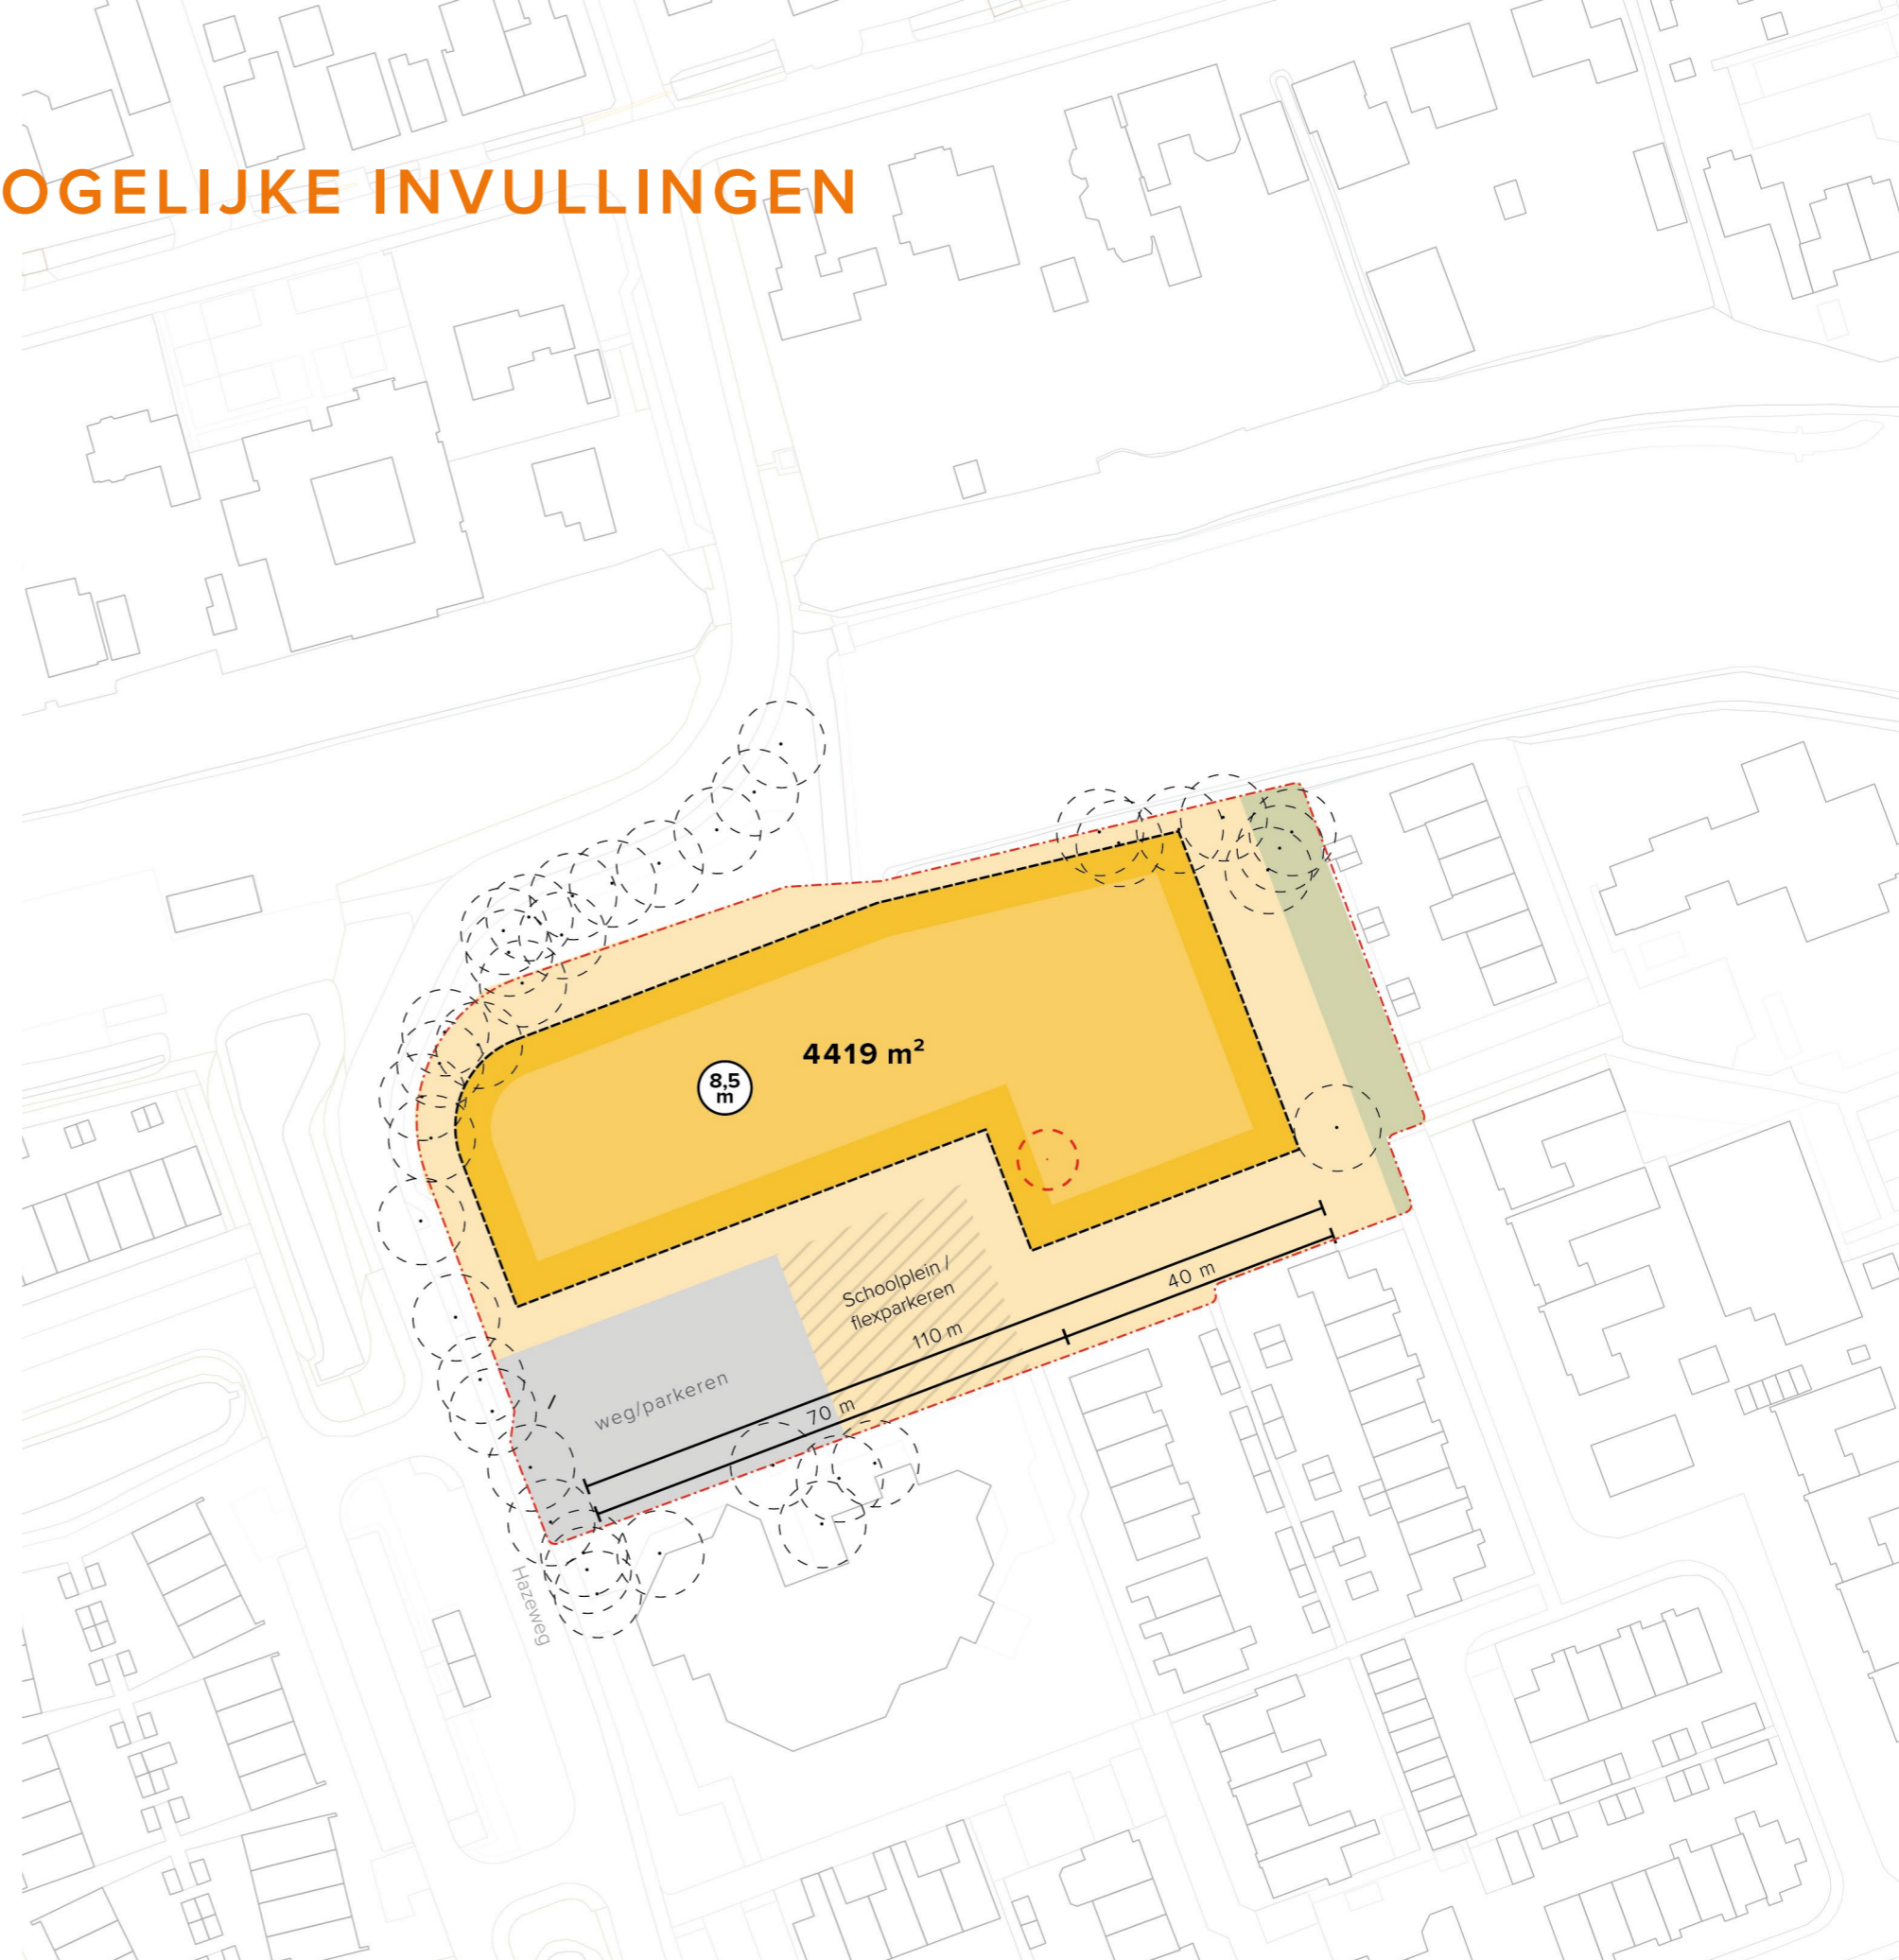 OGELIJKE INVULLINGEN
4419 m²
8,5
m
Schoolplein /
flexparkeren
40 m
110 m
weg/parkeren
70 m
Hazeweg